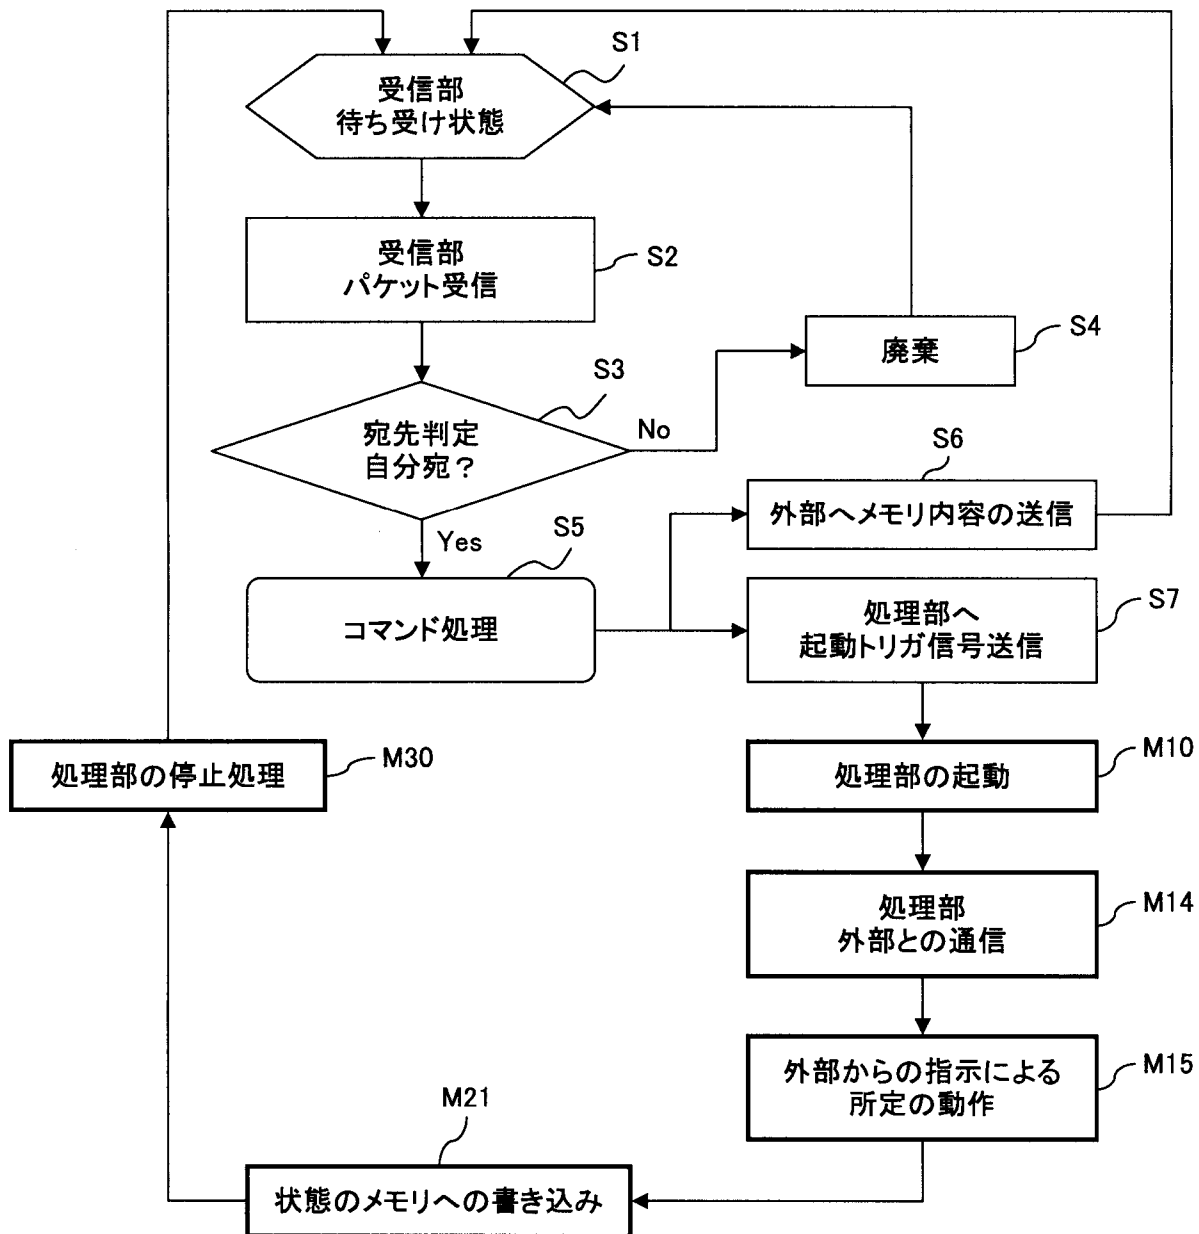 受信部
待ち受け状態
S1
受信部
パケット受信
S2
廃棄
S4
宛先判定
自分宛？
S3
No
Yes
外部へメモリ内容の送信
S6
コマンド処理
S5
処理部へ
起動トリガ信号送信
S7
処理部の起動
M10
処理部の停止処理
M30
処理部
外部との通信
M14
外部からの指示による
所定の動作
M15
状態のメモリへの書き込み
M21